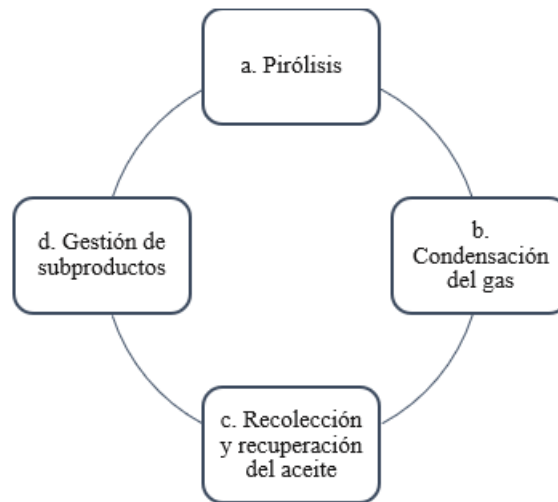 a. Pirólisis
b.
Condensación
del gas
c. Recolección
y recuperación
del aceite
d. Gestión de
subproductos